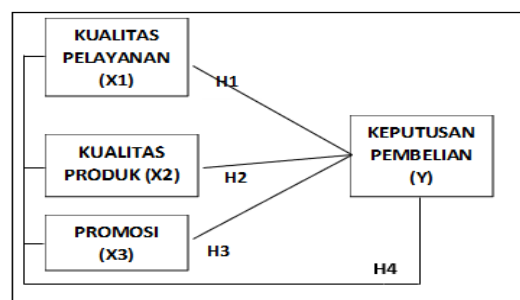 KUALITAS
PELAYANAN
(X1)
H1
KEPUTUSAN
PEMBELIAN
(Y)
KUALITAS
PRODUK (X2)
H2
PROMOSI
(X3)
H3
H4